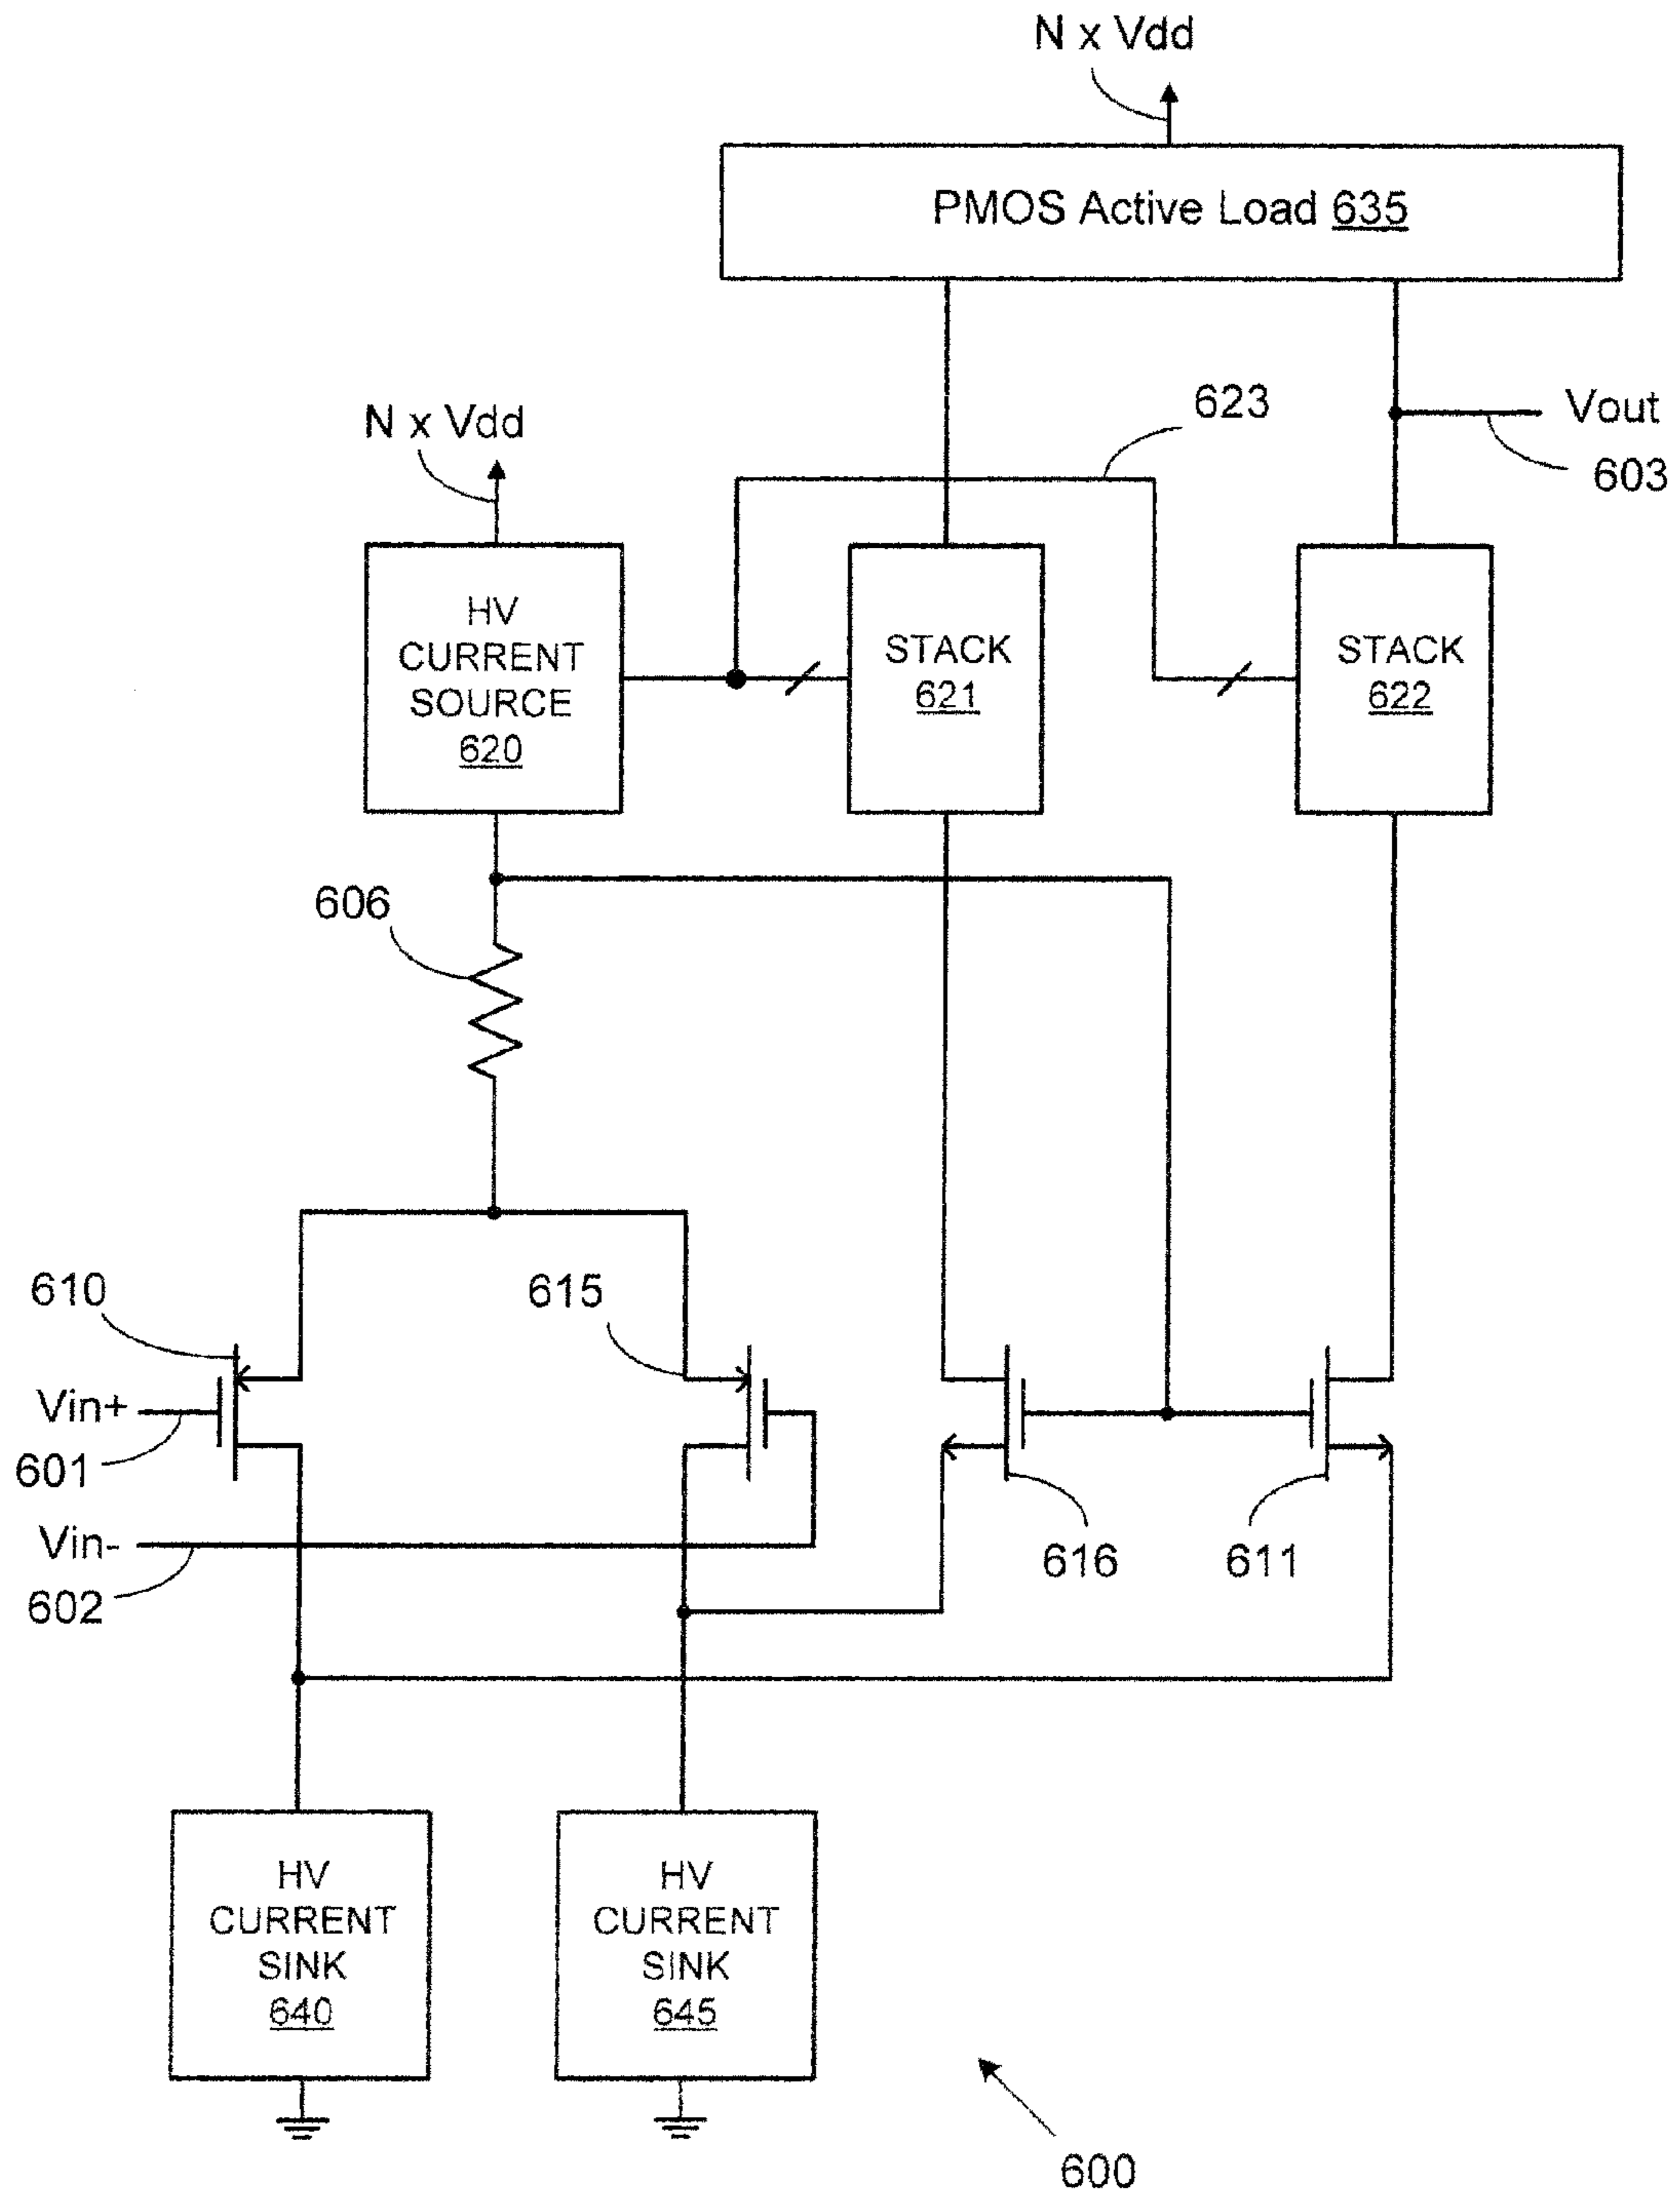 N x Vdd
PMOS Active Load 635
623
Vout
603
N x Vdd
HV
CURRENT
SOURCE
620
STACK
621
STACK
622
606
610
615
Vin+
601
Vin-
602
616
611
HV
CURRENT
SINK
640
HV
CURRENT
SINK
645
600